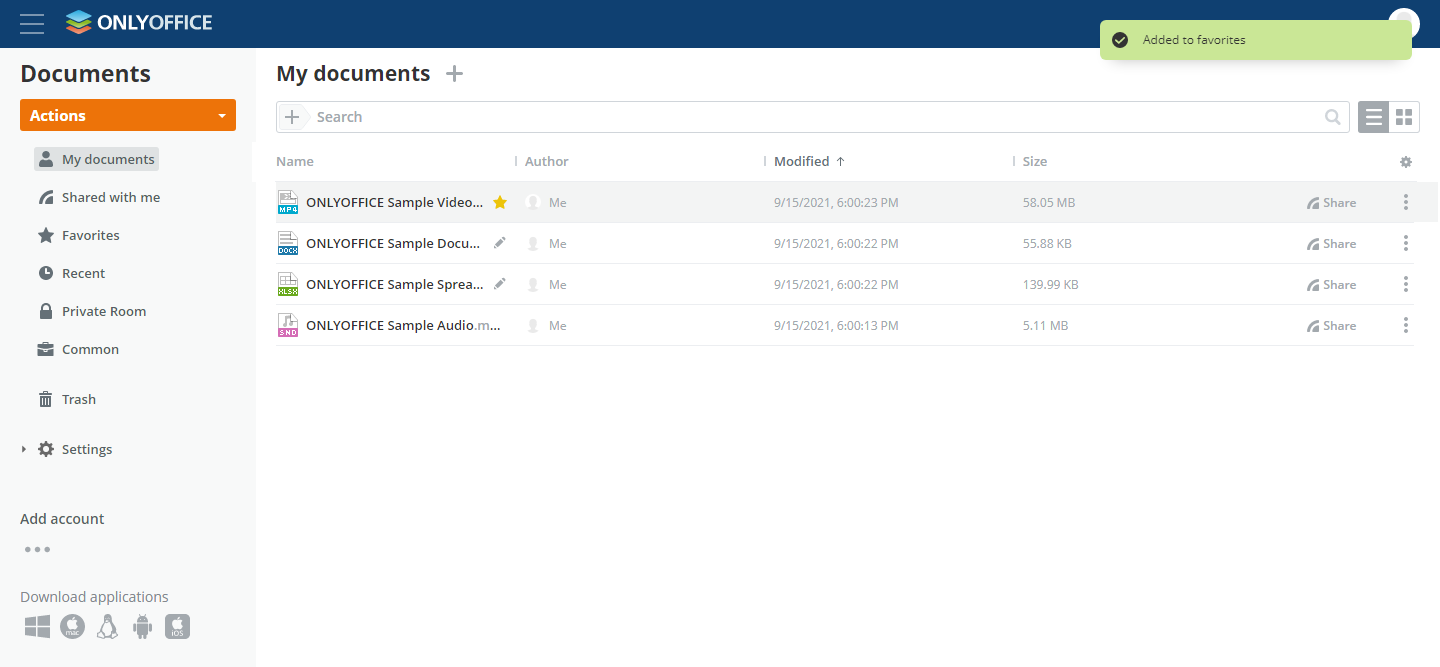 ONLYOFFICE
Added to favorites
Documents
Actions
My documents
Shared with me
Favorites
Recent
Private Room
Common
Trash
Settings
Add account
Download applications
mac
iOS
My documents
Search
Name Author Modified Size
MP4 ONLYOFFICE Sample Video... Me 9/15/2021, 6:00:23 PM 58.05 MB Share
DOCX ONLYOFFICE Sample Docu... Me 9/15/2021, 6:00:22 PM 55.88 KB Share
XLSX ONLYOFFICE Sample Sprea... Me 9/15/2021, 6:00:22 PM 139.99 KB Share
SND ONLYOFFICE Sample Audio.m... Me 9/15/2021, 6:00:13 PM 5.11 MB Share